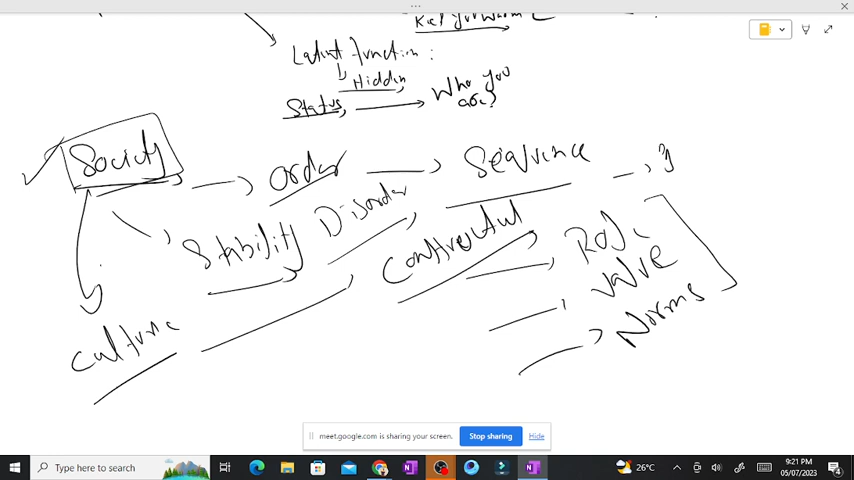 Latent function :
Hidden
Status
Who you
are?
Society
order
Sequence
Stability
Disorder
Role
value
Norms
Culture
meet.google.com is sharing your screen.
Stop sharing
Hide
Type here to search
26°C
9:21 PM
05/07/2023
4